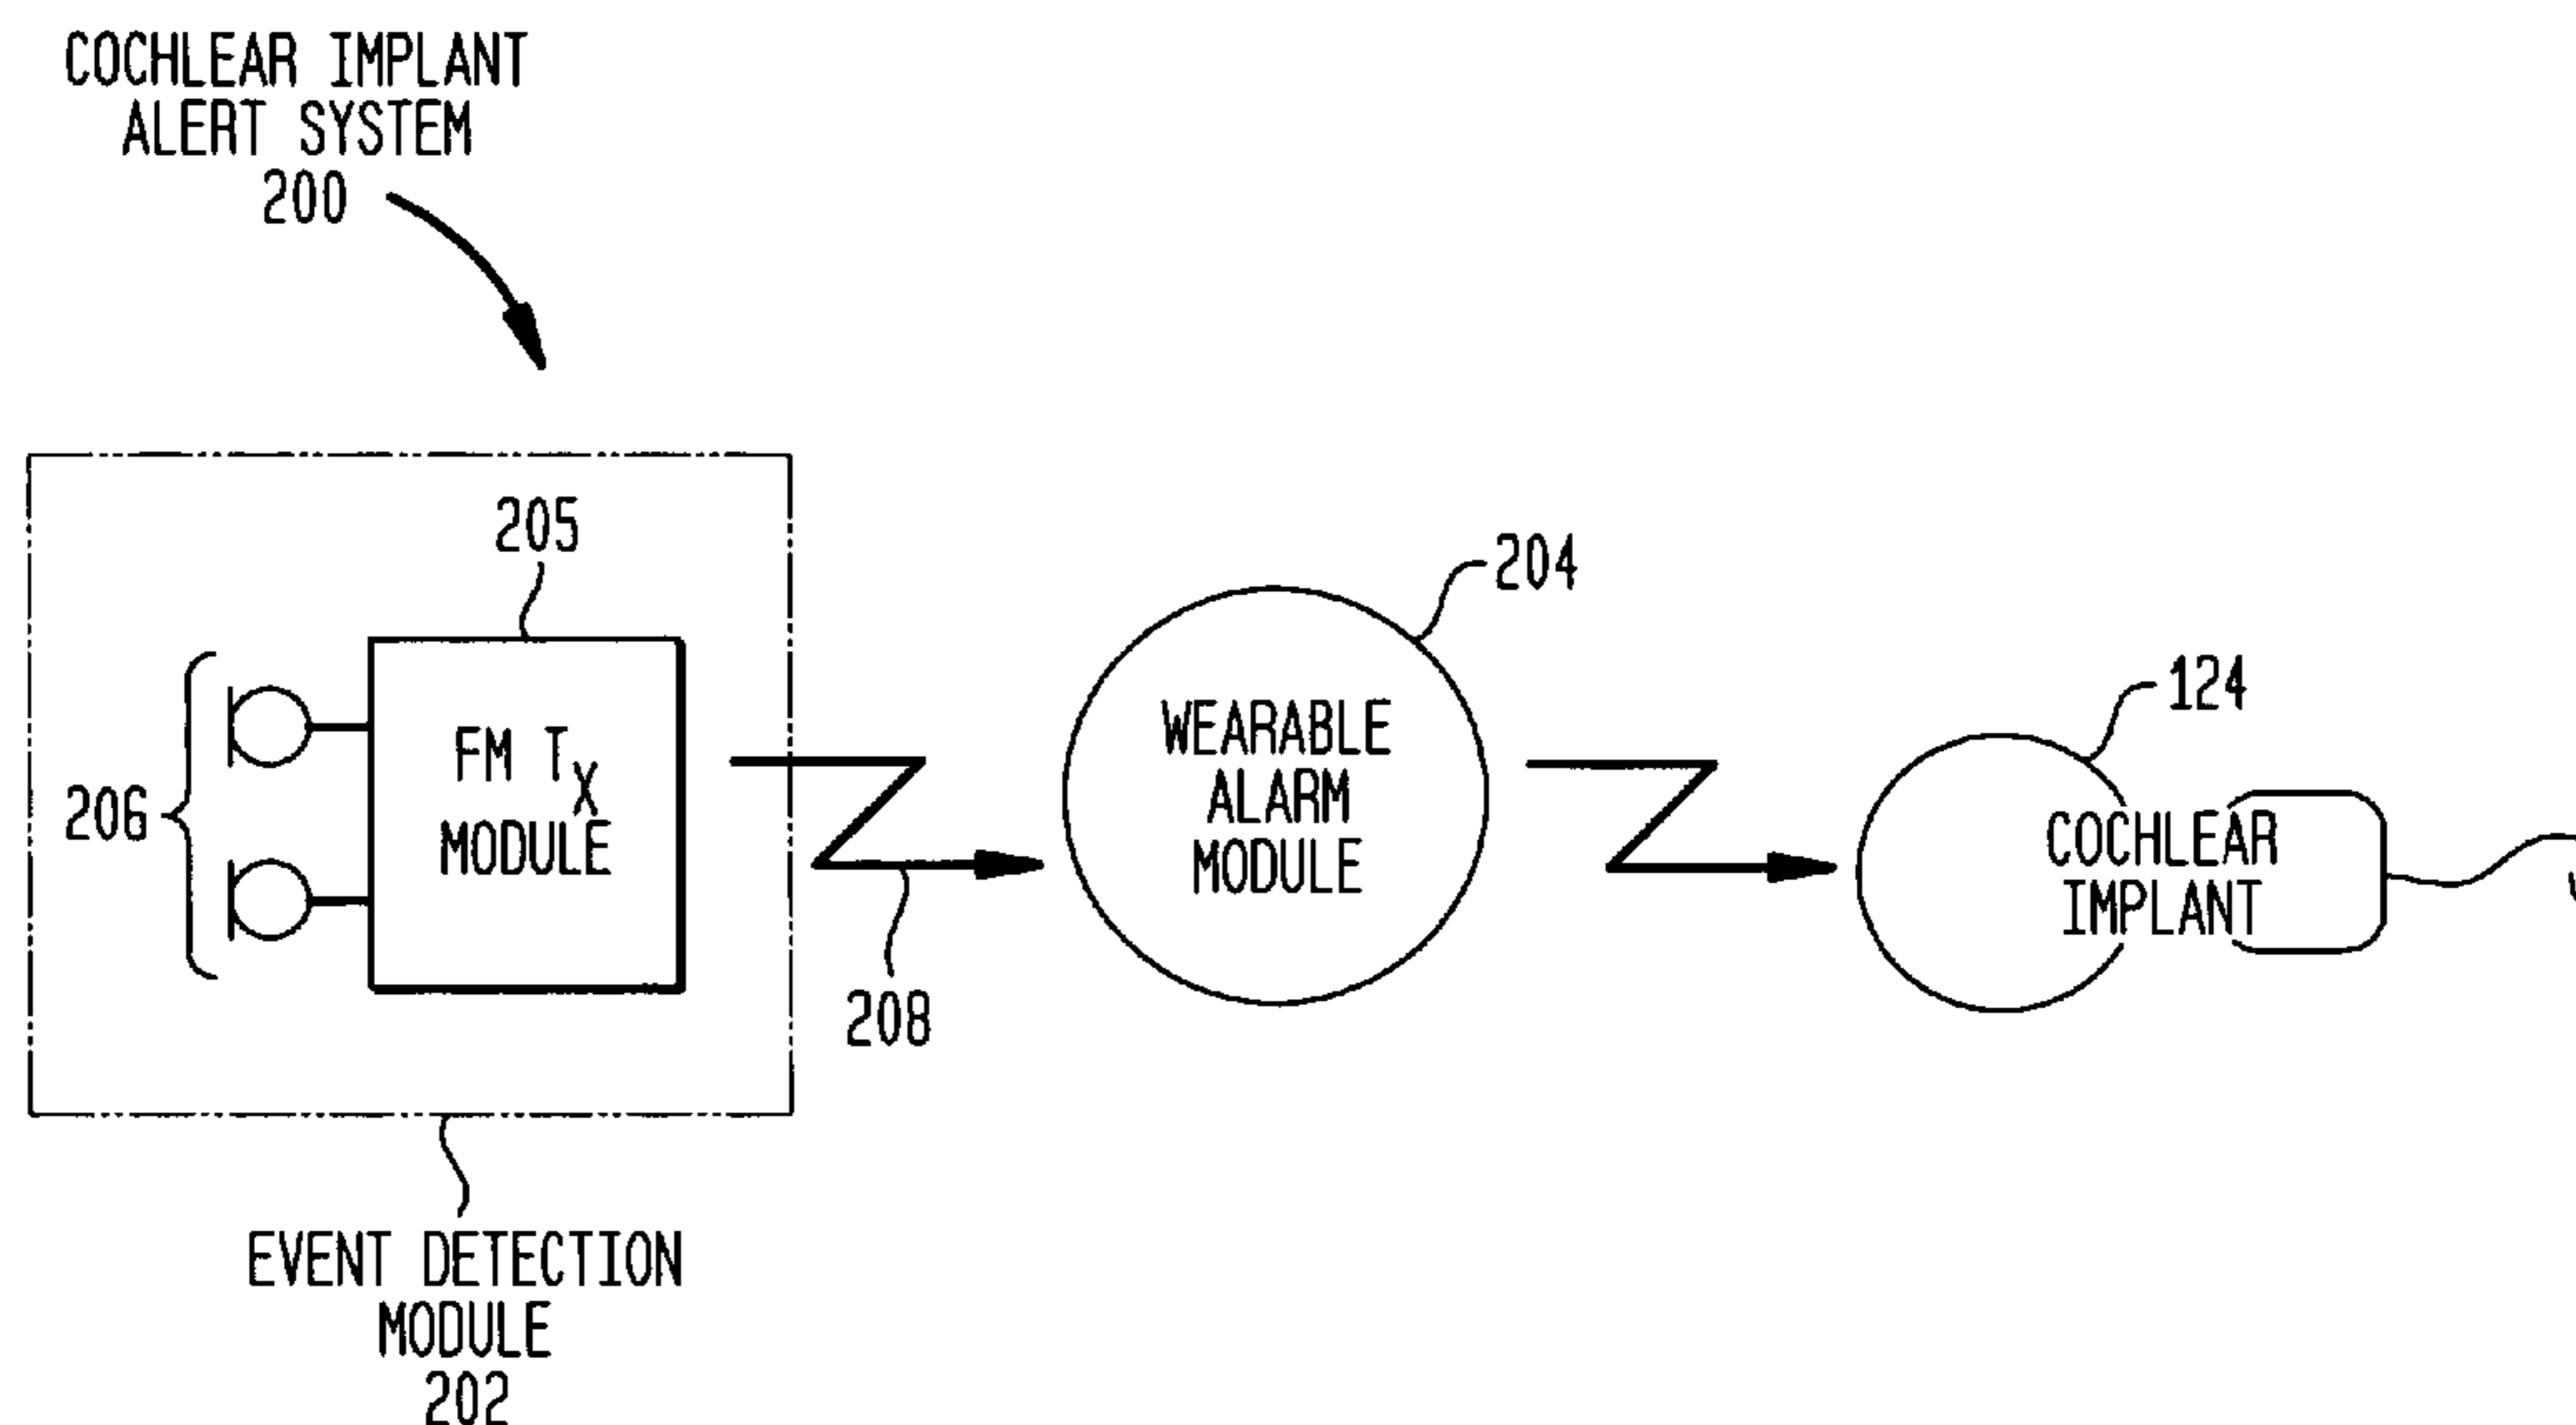 COCHLEAR IMPLANT
ALERT SYSTEM
200
205
206
FM TX
MODULE
208
WEARABLE
ALARM
MODULE
204
124
COCHLEAR
IMPLANT
EVENT DETECTION
MODULE
202